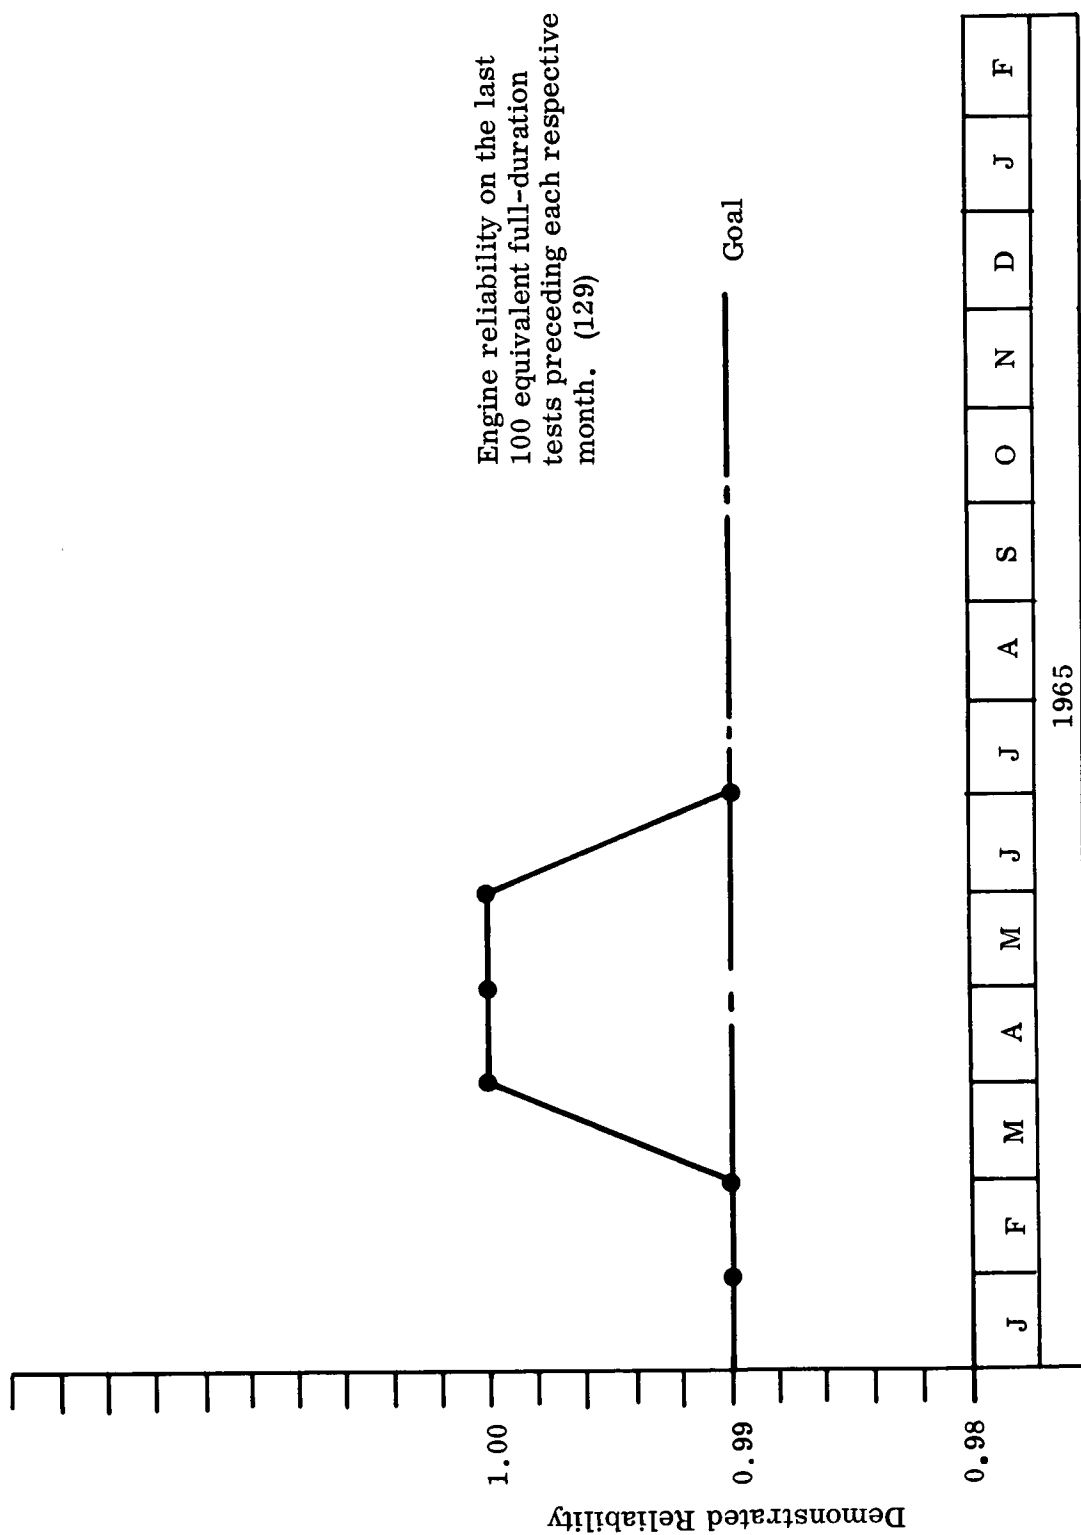 Engine reliability on the last
100 equivalent full-duration
tests preceding each respective
month. (129)
Goal
Demonstrated Reliability
1.00
0.99
0.98
J F M A M J J A S O N D J F
1965